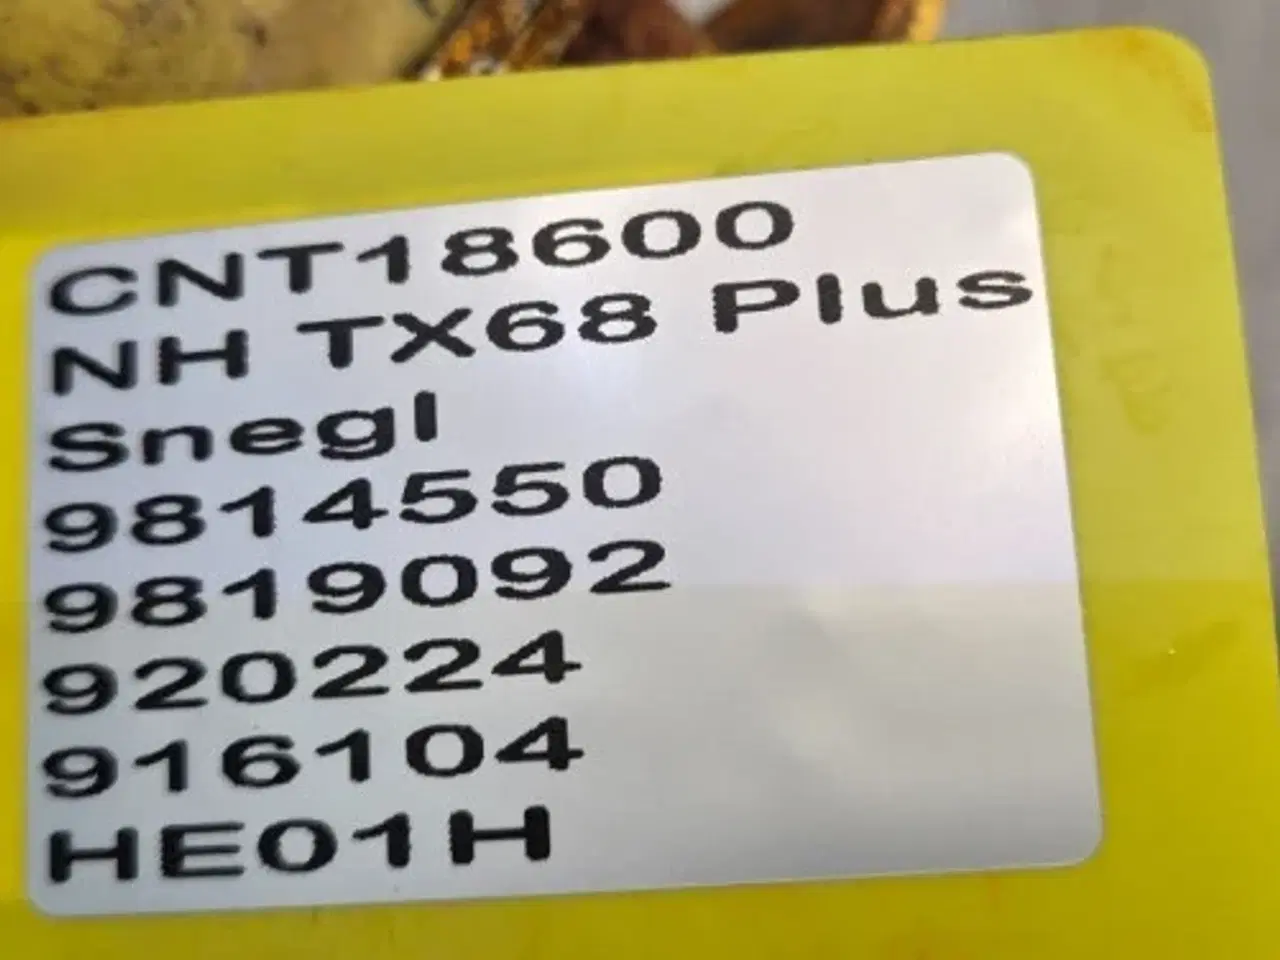 CNT18600
NH TX68 Plus
Snegl
9814550
9819092
920224
916104
HE01H